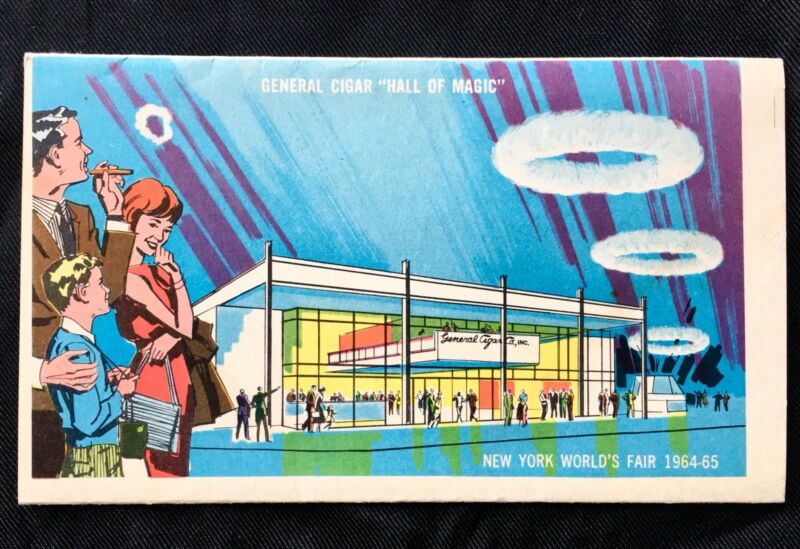 GENERAL CIGAR "HALL OF MAGIC"
General Cigar Co., INC.
NEW YORK WORLD'S FAIR 1964-65